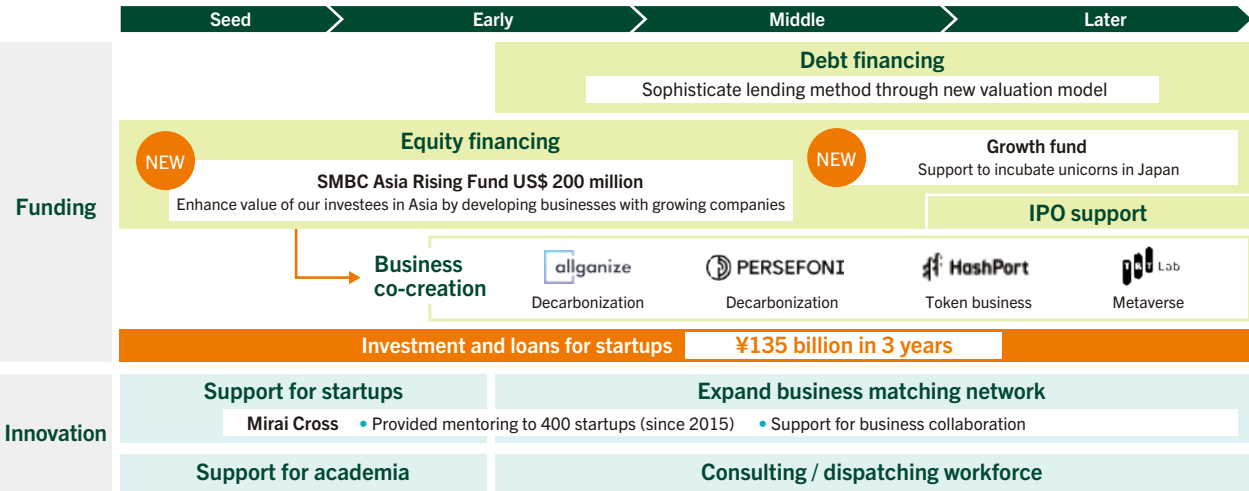 Seed
Early
Middle
Later
Funding
Debt financing
Sophisticate lending method through new valuation model
NEW
Equity financing
SMBC Asia Rising Fund US$ 200 million
Enhance value of our investees in Asia by developing businesses with growing companies
NEW
Growth fund
Support to incubate unicorns in Japan
IPO support
Business
co-creation
allganize
Decarbonization
PERSEFONI
Decarbonization
HashPort
Token business
Lab
Metaverse
Investment and loans for startups
¥135 billion in 3 years
Innovation
Support for startups
Expand business matching network
Mirai Cross • Provided mentoring to 400 startups (since 2015) • Support for business collaboration
Support for academia
Consulting / dispatching workforce